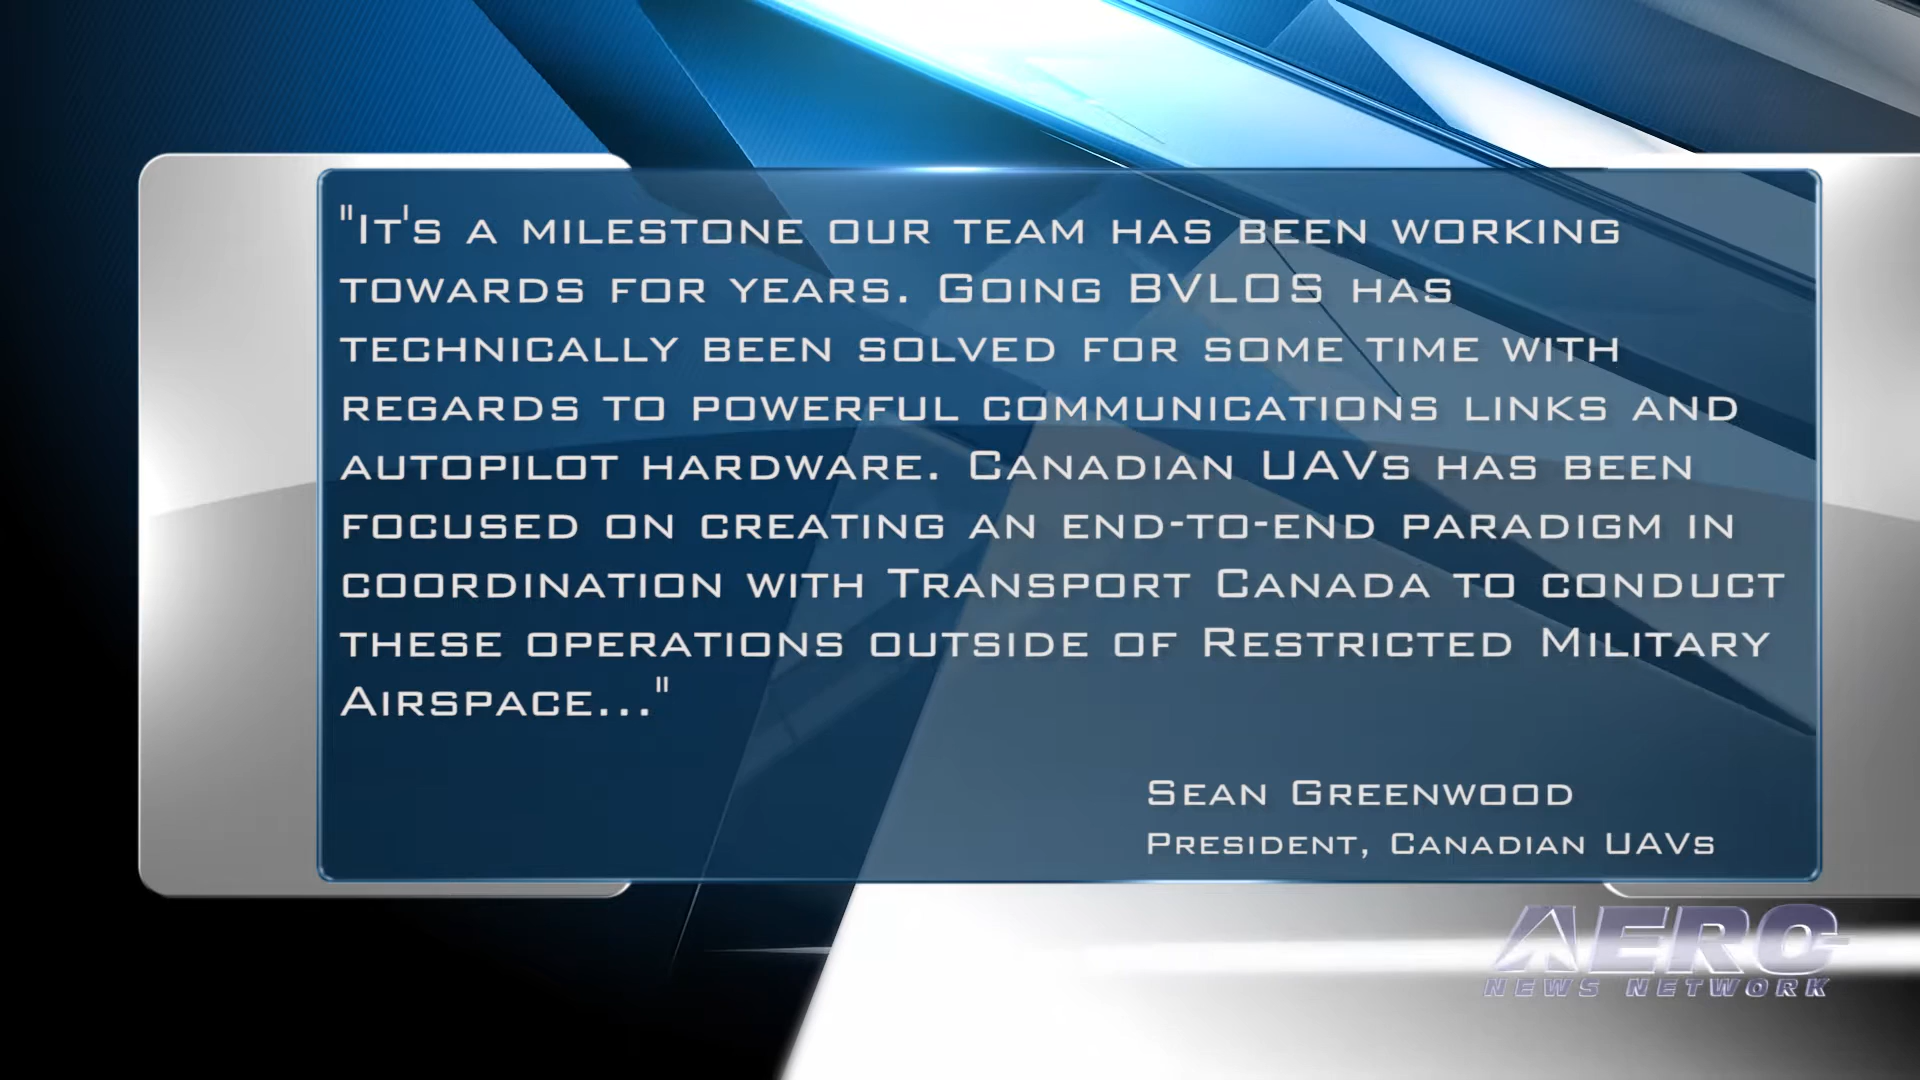 "It's a milestone our team has been working
towards for years. Going BVLOS has
technically been solved for some time with
regards to powerful communications links and
autopilot hardware. Canadian UAVs has been
focused on creating an end-to-end paradigm in
coordination with Transport Canada to conduct
these operations outside of Restricted Military
Airspace..."
Sean Greenwood
President, Canadian UAVs
AERO
NEWS NETWORK